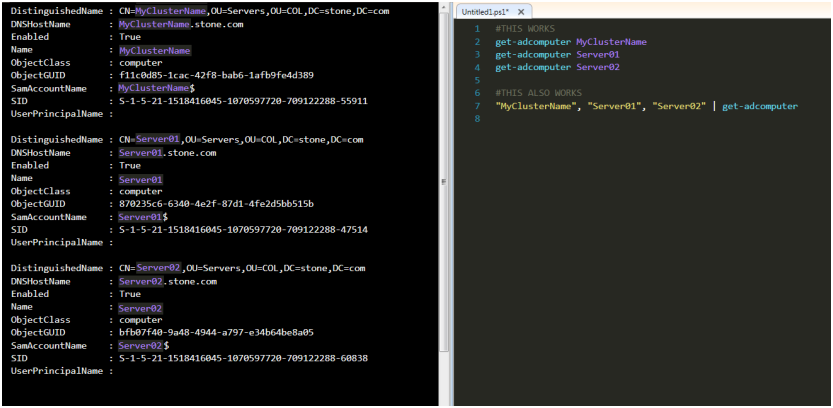 DistinguishedName : CN=MyClusterName,OU=Servers,OU=COL,DC=stone,DC=com
DNSHostName : MyClusterName.stone.com
Enabled : True
Name : MyClusterName
ObjectClass : computer
ObjectGUID : f11c0d85-1cac-42f8-bab6-1afb9fe4d389
SamAccountName : MyClusterName$
SID : S-1-5-21-1518416045-1070597720-709122288-55911
UserPrincipalName :
DistinguishedName : CN=Server01,OU=Servers,OU=COL,DC=stone,DC=com
DNSHostName : Server01.stone.com
Enabled : True
Name : Server01
ObjectClass : computer
ObjectGUID : 870235c6-6340-4e2f-87d1-4fe2d5bb515b
SamAccountName : Server01$
SID : S-1-5-21-1518416045-1070597720-709122288-47514
UserPrincipalName :
DistinguishedName : CN=Server02,OU=Servers,OU=COL,DC=stone,DC=com
DNSHostName : Server02.stone.com
Enabled : True
Name : Server02
ObjectClass : computer
ObjectGUID : bfb07f40-9a48-4944-a797-e34b64be8a05
SamAccountName : Server02$
SID : S-1-5-21-1518416045-1070597720-709122288-60838
UserPrincipalName :
Untitled1.ps1* X
1 #THIS WORKS
2 get-adcomputer MyClusterName
3 get-adcomputer Server01
4 get-adcomputer Server02
5
6 #THIS ALSO WORKS
7 "MyClusterName", "Server01", "Server02" | get-adcomputer
8